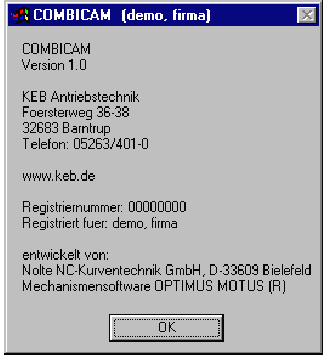 COMBICAM (demo, firma)
COMBICAM
Version 1.0
KEB Antriebstechnik
Foersterweg 36-38
32683 Barntrup
Telefon: 05263/401-0
www.keb.de
Registriernummer: 00000000
Registriert fuer: demo, firma
entwickelt von:
Nolte NC-Kurventechnik GmbH, D-33609 Bielefeld
Mechanismensoftware OPTIMUS MOTUS (R)
OK